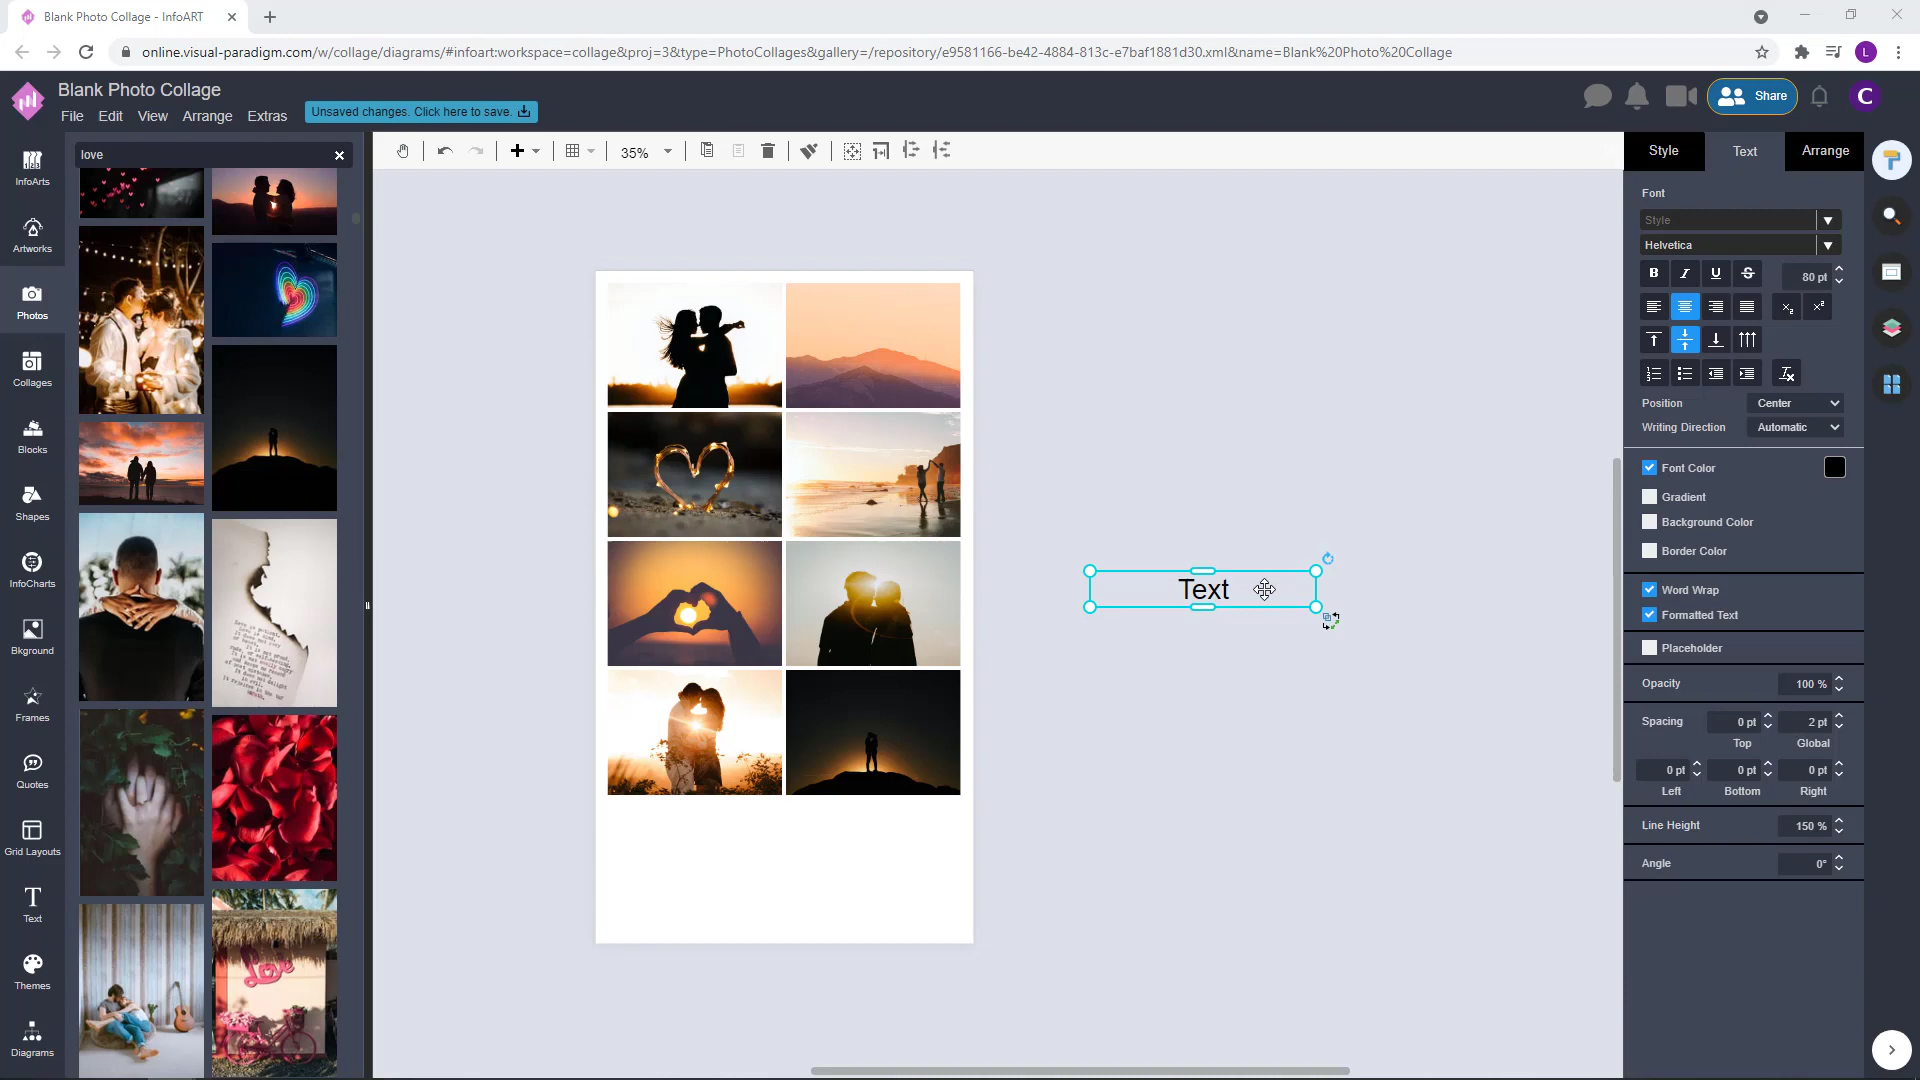 Blank Photo Collage - InfoART
online.visual-paradigm.com/w/collage/diagrams/#infoart:workspace=collage&proj=3&type=PhotoCollages&gallery=/repository/e9581166-be42-4884-813c-e7baf1881d30.xml&name=Blank%20Photo%20Collage
L
Blank Photo Collage
File Edit View Arrange Extras
Unsaved changes. Click here to save.
Share
C
InfoArts
Artworks
Photos
Collages
Blocks
Shapes
InfoCharts
Bkground
Frames
Quotes
Grid Layouts
Text
Themes
Diagrams
love
Love
35%
Text
Style Text Arrange
Font
Style
Helvetica
B I U S 80 pt
Position Center
Writing Direction Automatic
Font Color
Gradient
Background Color
Border Color
Word Wrap
Formatted Text
Placeholder
Opacity 100 %
Spacing 0 pt 2 pt
Top Global
0 pt 0 pt 0 pt
Left Bottom Right
Line Height 150 %
Angle 0°